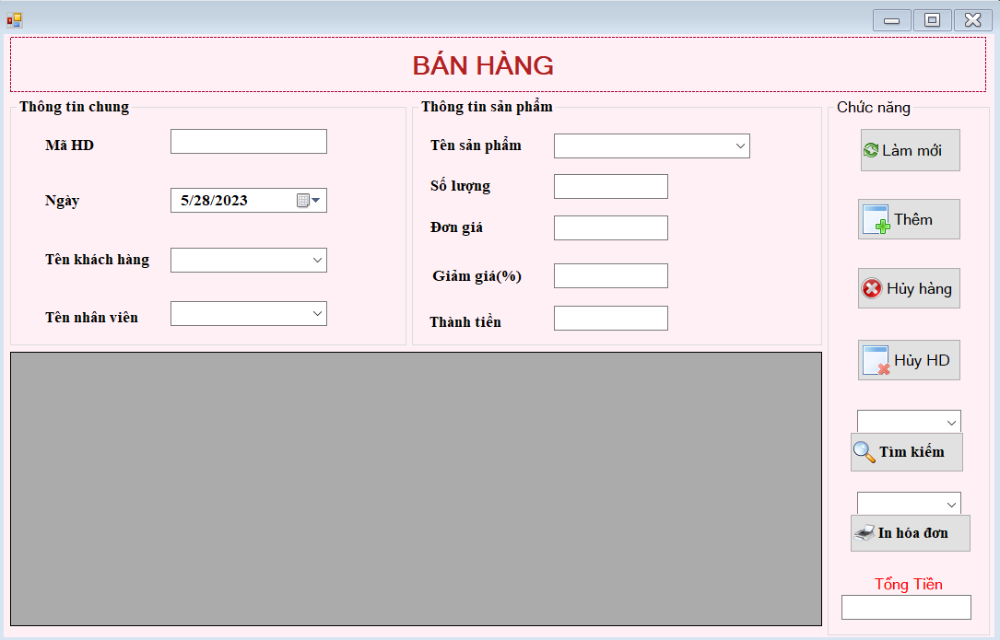 BÁN HÀNG
Thông tin chung
Mã HD
Ngày
5/28/2023
Tên khách hàng
Tên nhân viên
Thông tin sản phẩm
Tên sản phẩm
Số lượng
Đơn giá
Giảm giá(%)
Thành tiền
Chức năng
Làm mới
Thêm
Hủy hàng
Hủy HD
Tìm kiếm
In hóa đơn
Tổng Tiền